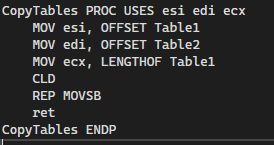 CopyTables PROC USES esi edi ecx
    MOV esi, OFFSET Table1
    MOV edi, OFFSET Table2
    MOV ecx, LENGTHOF Table1
    CLD
    REP MOVSB
    ret
CopyTables ENDP